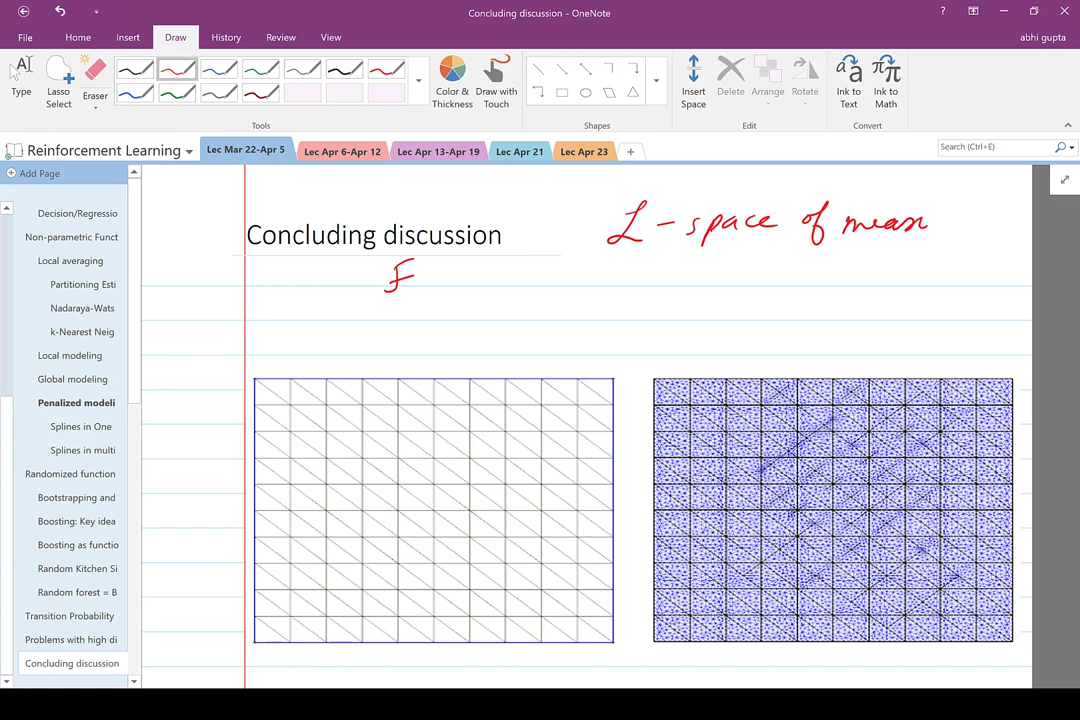 Concluding discussion - OneNote
?
File Home Insert Draw History Review View
abhi gupta
Type
Lasso Select
Eraser
Color & Thickness
Draw with Touch
Insert Space
Delete
Arrange
Rotate
Ink to Text
Ink to Math
Tools
Shapes
Edit
Convert
Reinforcement Learning
Lec Mar 22-Apr 5
Lec Apr 6-Apr 12
Lec Apr 13-Apr 19
Lec Apr 21
Lec Apr 23
+
Search (Ctrl+E)
Add Page
Decision/Regressio
Non-parametric Funct
Local averaging
Partitioning Esti
Nadaraya-Wats
k-Nearest Neig
Local modeling
Global modeling
Penalized modeli
Splines in One
Splines in multi
Randomized function
Bootstrapping and
Boosting: Key idea
Boosting as functio
Random Kitchen Si
Random forest = B
Transition Probability
Problems with high di
Concluding discussion
L - space of meas
Concluding discussion
F